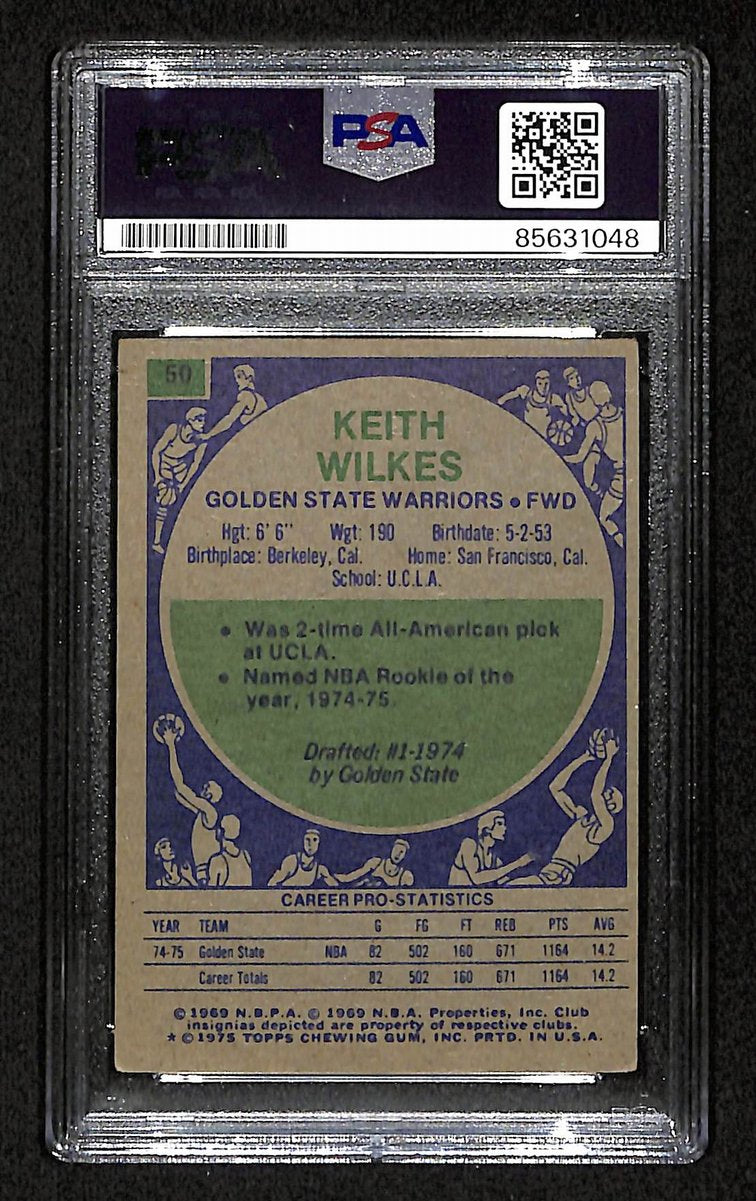 PSA
85631048
50
KEITH
WILKES
GOLDEN STATE WARRIORS • FWD
Hgt: 6' 6" Wgt: 190 Birthdate: 5-2-53
Birthplace: Berkeley, Cal. Home: San Francisco, Cal.
School: U.C.L.A.
• Was 2-time All-American pick
at UCLA.
• Named NBA Rookie of the
year, 1974-75.
Drafted: #1-1974
by Golden State
CAREER PRO-STATISTICS
YEAR TEAM G FG FT REB PTS AVG
74-75 Golden State NBA 82 502 160 671 1164 14.2
Career Totals 82 502 160 671 1164 14.2
© 1969 N.B.P.A. © 1969 N.B.A. Properties, Inc. Club
insignias depicted are property of respective clubs.
* © 1975 TOPPS CHEWING GUM, INC. PRTD. IN U.S.A.